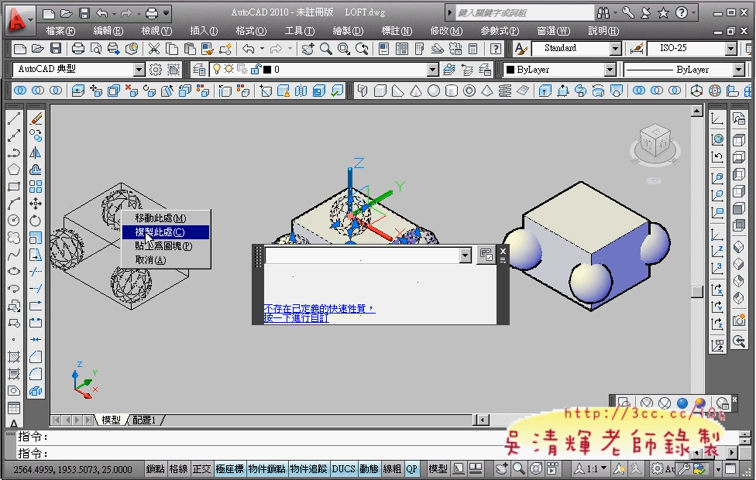 AutoCAD 2010 - 未註冊版 LOFT.dwg
鍵入關鍵字或詞組
檔案(F) 編輯(E) 檢視(V) 插入(I) 格式(O) 工具(T) 繪製(D) 標註(N) 修改(M) 參數式(P) 視窗(W) 說明(H)
Standard
ISO-25
AutoCAD 典型
0
ByLayer
ByLayer
Z
Y
移動此處(M)
複製此處(C)
貼上為圖塊(P)
取消(A)
不存在已定義的快速性質，
按一下進行自訂
Z
Y
X
模型 配置1
http://3cc.cc/10q
吳清輝老師錄製
指令:
指令:
2564.4959, 1953.5073, 25.0000
鎖點 格線 正交 極座標 物件鎖點 物件追蹤 DUCS 動態 線粗 QP 模型
1:1